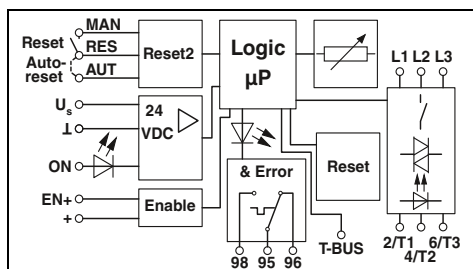 MAN
Reset
RES
Auto-
reset
AUT
Reset2
Logic
µP
L1 L2 L3
Us
⊥
24
VDC
ON
EN+
+
Enable
& Error
Reset
98 95 96
T-BUS
2/T1 6/T3
4/T2